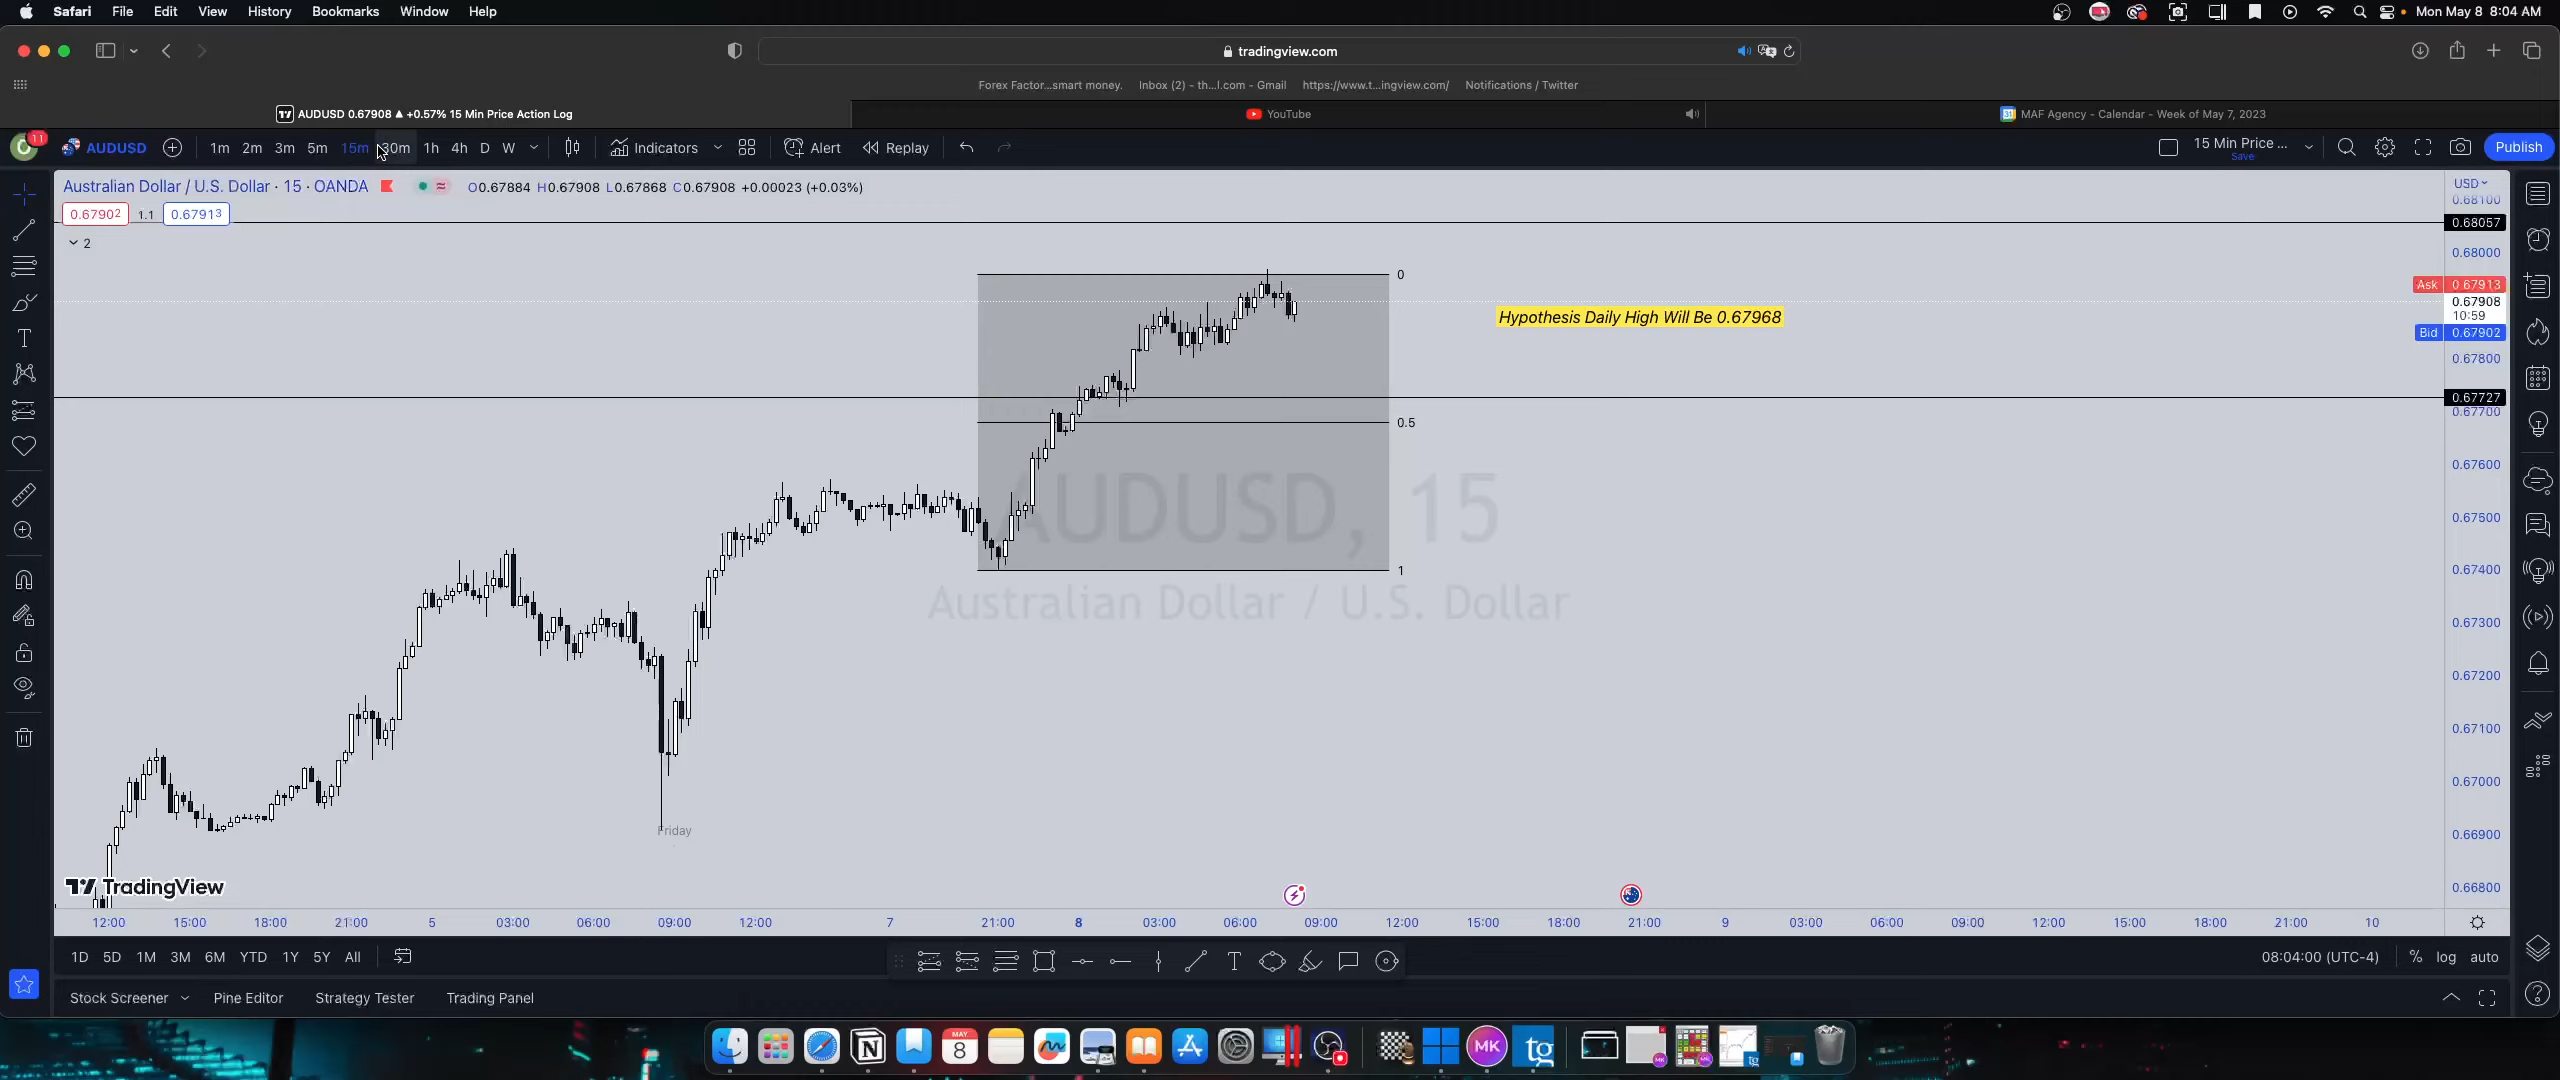 Safari File Edit View History Bookmarks Window Help Mon May 8 8:04 AM
tradingview.com
Forex Factor...smart money. Inbox (2) - th...l.com - Gmail https://www.t...ingview.com/ Notifications / Twitter
AUDUSD 0.67908 ▲ +0.57% 15 Min Price Action Log YouTube MAF Agency - Calendar - Week of May 7, 2023
11 AUDUSD 1m 2m 3m 5m 15m 30m 1h 4h D W Indicators Alert Replay 15 Min Price ... Save Publish
Australian Dollar / U.S. Dollar · 15 · OANDA O0.67884 H0.67908 L0.67868 C0.67908 +0.00023 (+0.03%) USD
0.68100
0.67902 1.1 0.67913
0.68057
2
0.68000
0
Ask 0.67913
0.67908
10:59
Hypothesis Daily High Will Be 0.67968
Bid 0.67902
0.67800
0.67727
0.67700
0.5
0.67600
AUDUSD, 15
0.67500
0.67400
1
Australian Dollar / U.S. Dollar
0.67300
0.67200
0.67100
0.67000
Friday
0.66900
TradingView
0.66800
12:00 15:00 18:00 21:00 5 03:00 06:00 09:00 12:00 7 21:00 8 03:00 06:00 09:00 12:00 15:00 18:00 21:00 9 03:00 06:00 09:00 12:00 15:00 18:00 21:00 10
1D 5D 1M 3M 6M YTD 1Y 5Y All 08:04:00 (UTC-4) % log auto
Stock Screener Pine Editor Strategy Tester Trading Panel
MAY
8
MK
tg